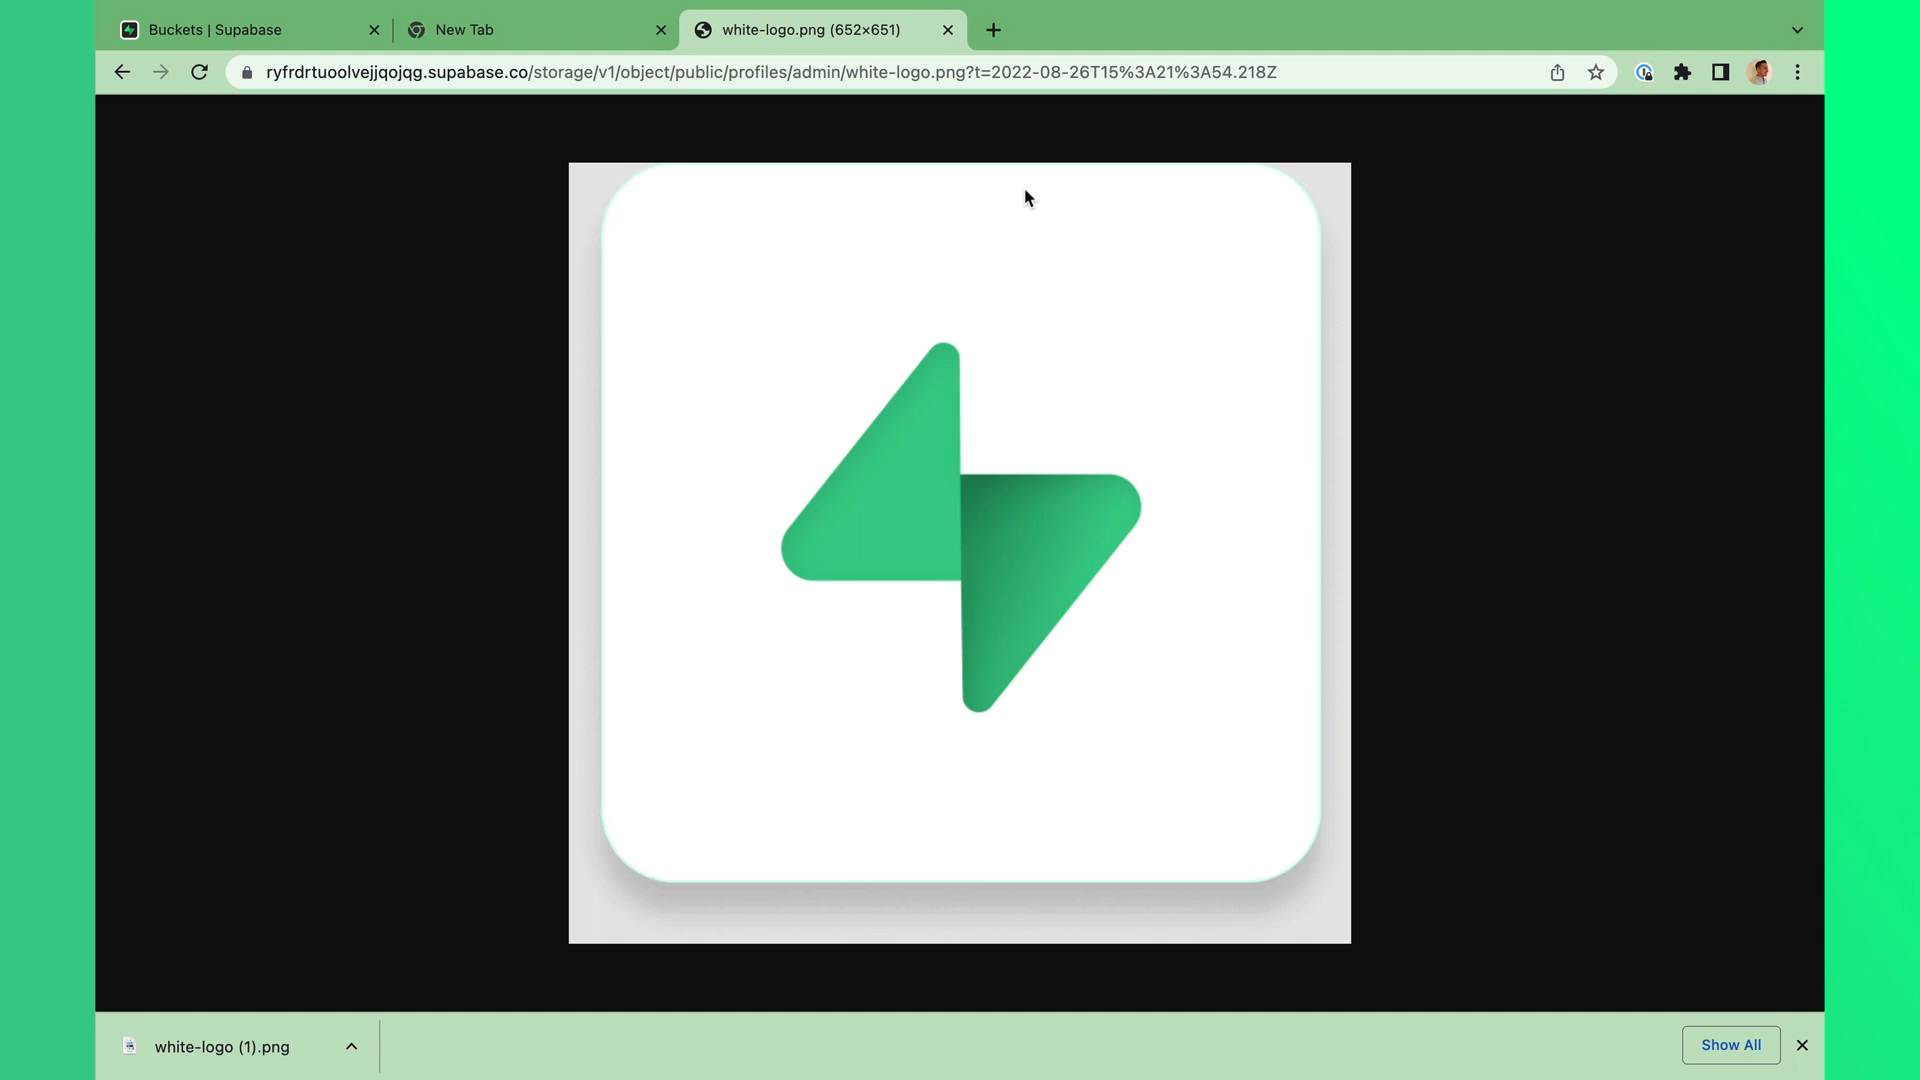 Buckets | Supabase
New Tab
white-logo.png (652×651)
ryfrdrtuoolvejjqojqg.supabase.co/storage/v1/object/public/profiles/admin/white-logo.png?t=2022-08-26T15%3A21%3A54.218Z
white-logo (1).png
Show All